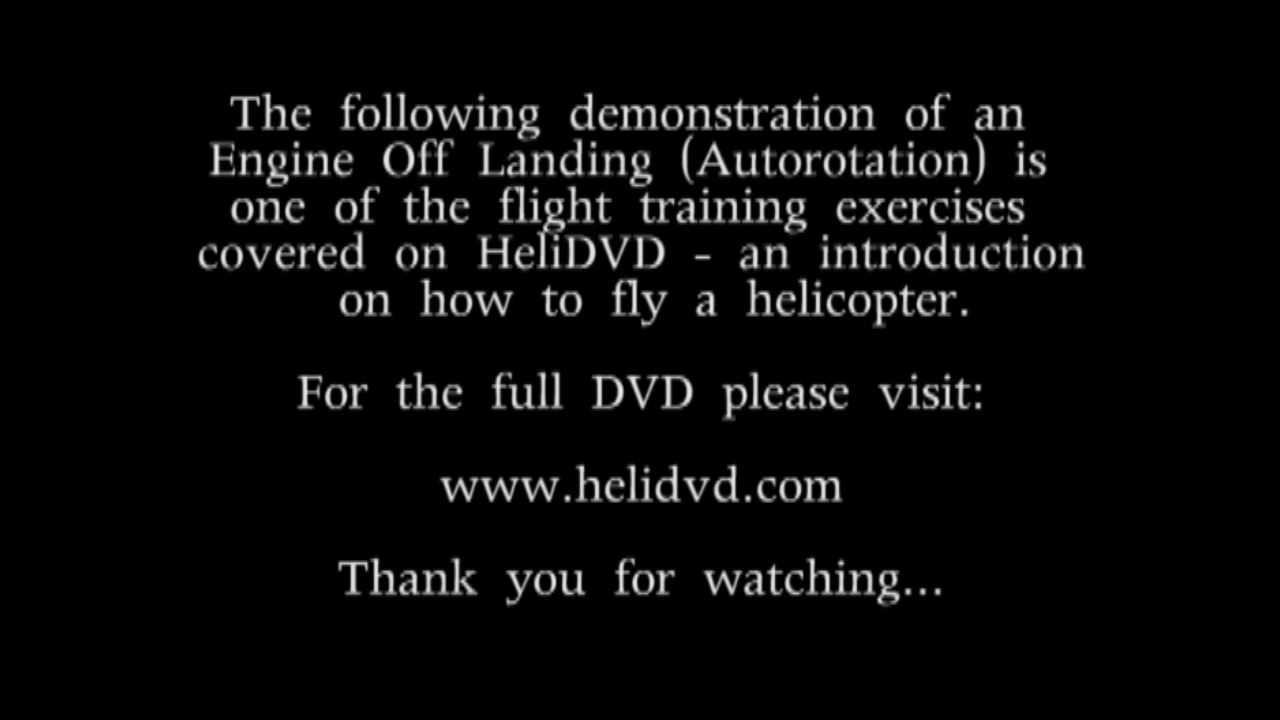 The following demonstration of an
Engine Off Landing (Autorotation) is
one of the flight training exercises
covered on HeliDVD - an introduction
on how to fly a helicopter.
For the full DVD please visit:
www.helidvd.com
Thank you for watching...